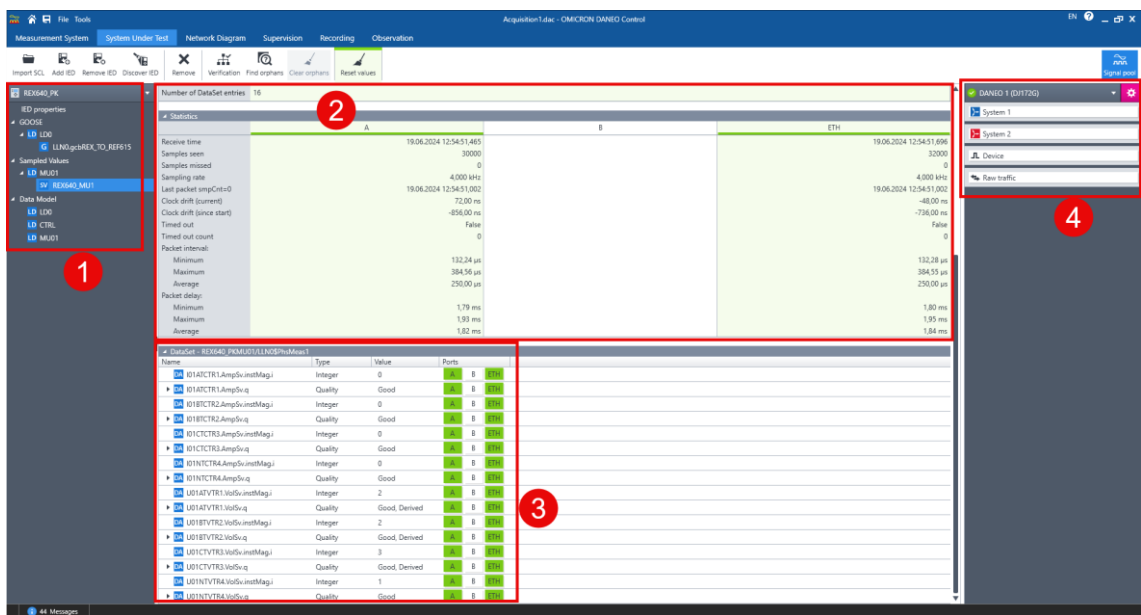 File Tools
Acquisition1.dac - OMICRON DANEO Control
EN
Measurement System System Under Test Network Diagram Supervision Recording Observation
Import SCL Add IED Remove IED Discover IED Remove Verification Find orphans Clear orphans Reset values Signal pool
REX640_PK
IED properties
GOOSE
LD LD0
G LLN0.gcbREX_TO_REF615
Sampled Values
LD MU01
SV REX640_MU1
Data Model
LD LD0
LD CTRL
LD MU01
1
Number of DataSet entries 16
2
Statistics
A B ETH
Receive time 19.06.2024 12:54:51,465 19.06.2024 12:54:51,696
Samples seen 30000 32000
Samples missed 0 0
Sampling rate 4,000 kHz 4,000 kHz
Last packet smpCnt=0 19.06.2024 12:54:51,002 19.06.2024 12:54:51,002
Clock drift (current) 72,00 ns -48,00 ns
Clock drift (since start) -856,00 ns -736,00 ns
Timed out False False
Timed out count 0 0
Packet interval:
Minimum 132,24 µs 132,28 µs
Maximum 384,56 µs 384,55 µs
Average 250,00 µs 250,00 µs
Packet delay:
Minimum 1,79 ms 1,80 ms
Maximum 1,93 ms 1,95 ms
Average 1,82 ms 1,84 ms
DataSet - REX640_PKMU01/LLN0$PhsMeas1
Name Type Value Ports
DA I01ATCTR1.AmpSv.instMag.i Integer 0 A B ETH
DA I01ATCTR1.AmpSv.q Quality Good A B ETH
DA I01BTCTR2.AmpSv.instMag.i Integer 0 A B ETH
DA I01BTCTR2.AmpSv.q Quality Good A B ETH
DA I01CTCTR3.AmpSv.instMag.i Integer 0 A B ETH
DA I01CTCTR3.AmpSv.q Quality Good A B ETH
DA I01NTCTR4.AmpSv.instMag.i Integer 0 A B ETH
DA I01NTCTR4.AmpSv.q Quality Good A B ETH
DA U01ATVTR1.VolSv.instMag.i Integer 2 A B ETH
DA U01ATVTR1.VolSv.q Quality Good, Derived A B ETH
DA U01BTVTR2.VolSv.instMag.i Integer 2 A B ETH
DA U01BTVTR2.VolSv.q Quality Good, Derived A B ETH
DA U01CTVTR3.VolSv.instMag.i Integer 3 A B ETH
DA U01CTVTR3.VolSv.q Quality Good, Derived A B ETH
DA U01NTVTR4.VolSv.instMag.i Integer 1 A B ETH
DA U01NTVTR4.VolSv.q Quality Good A B ETH
3
DANEO 1 (DJ172G)
System 1
System 2
Device
Raw traffic
4
44 Messages